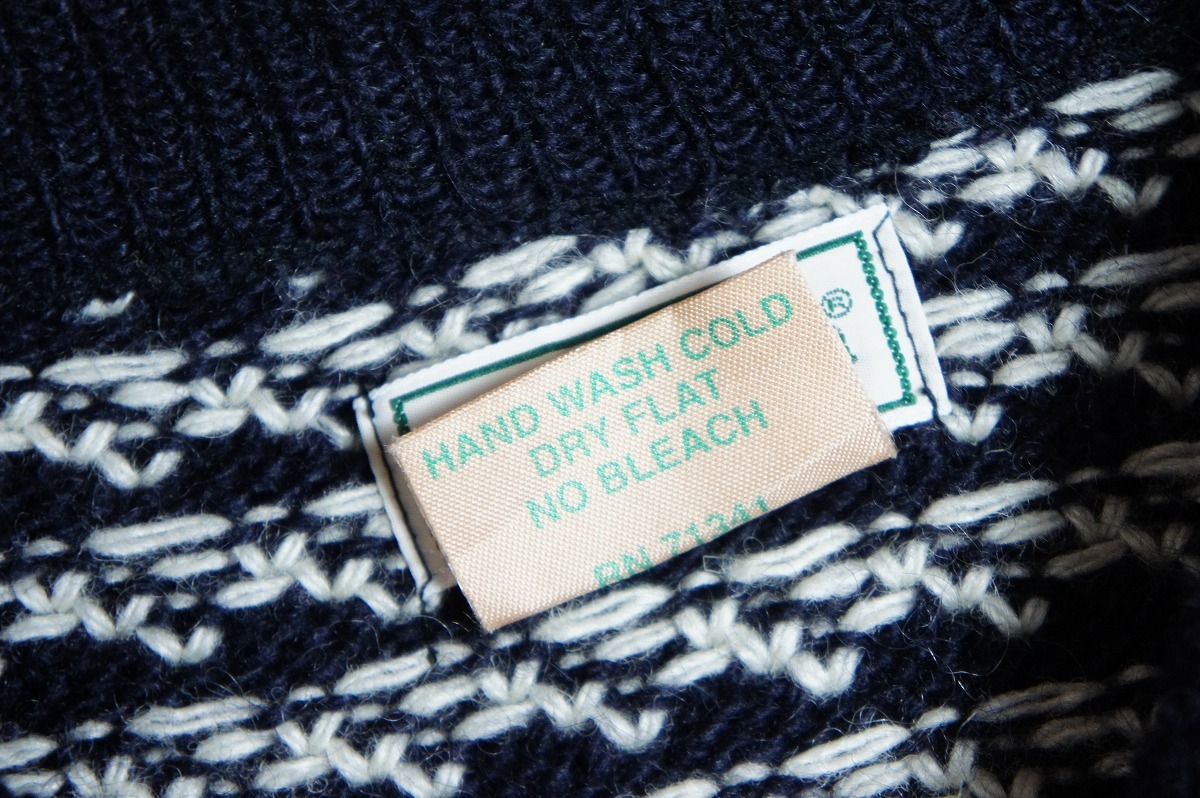 HAND WASH COLD
DRY FLAT
NO BLEACH
RN 71341
®